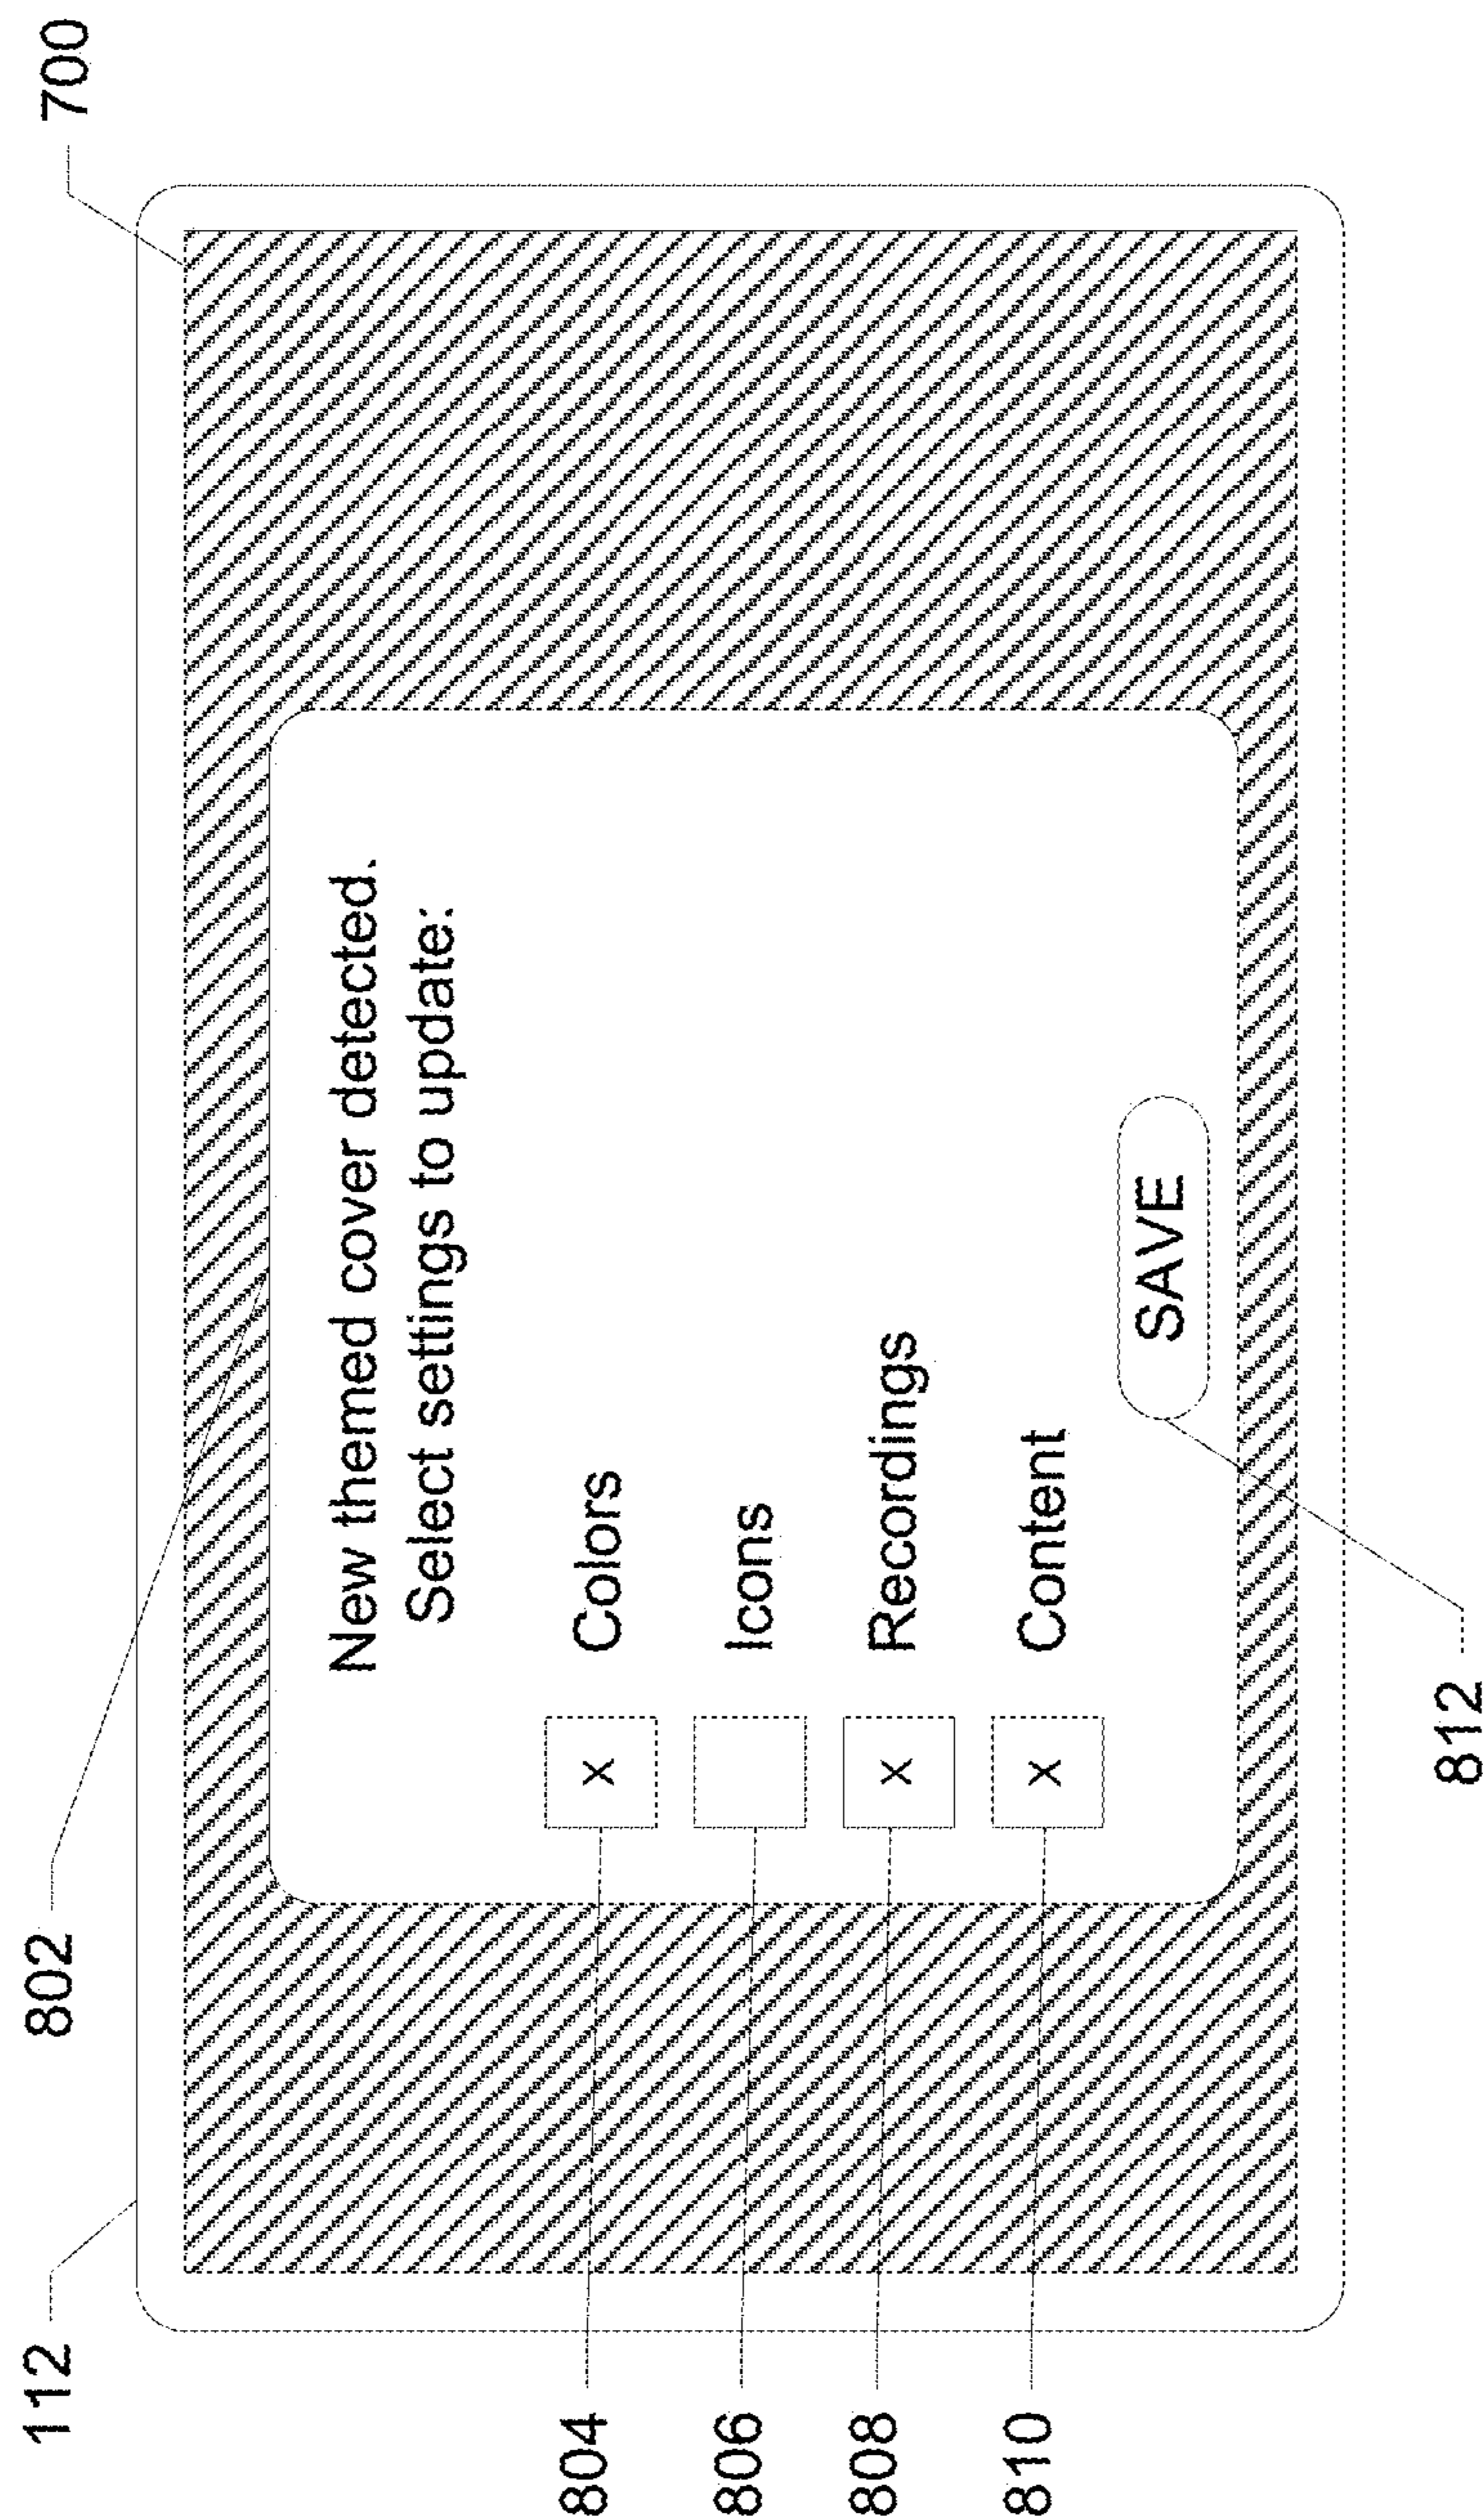 112
802
700
New themed cover detected.
Select settings to update:
804
x
Colors
806
Icons
808
x
Recordings
810
x
Content
SAVE
812